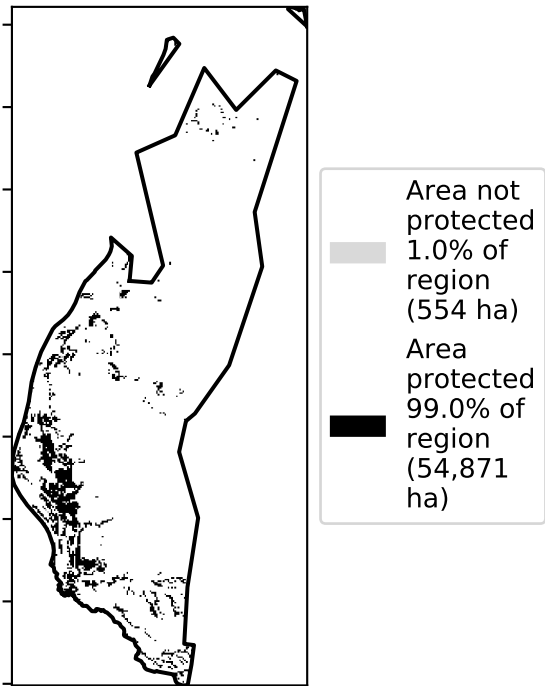 Area not
protected
1.0% of
region
(554 ha)
Area
protected
99.0% of
region
(54,871
ha)